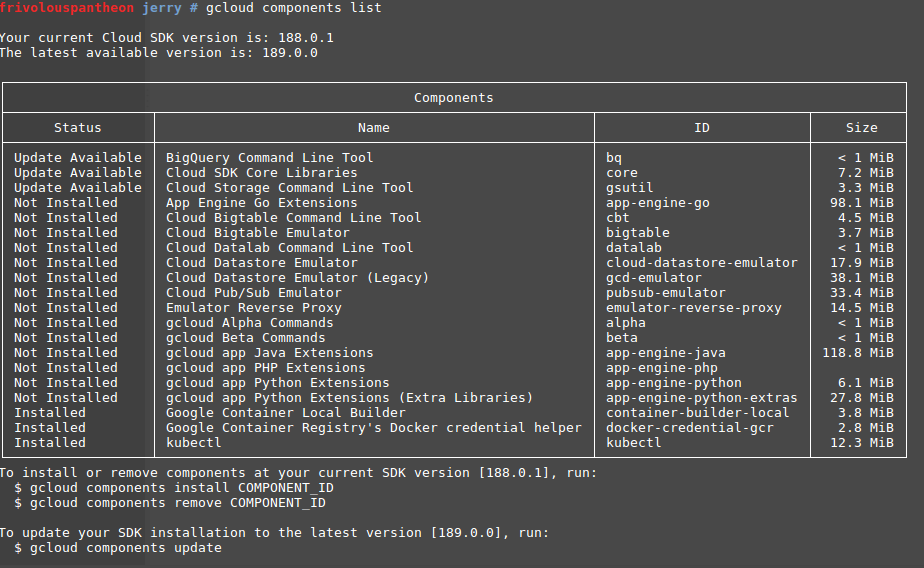 frivolouspantheon jerry # gcloud components list
Your current Cloud SDK version is: 188.0.1
The latest available version is: 189.0.0
Components
Status Name ID Size
Update Available BigQuery Command Line Tool bq < 1 MiB
Update Available Cloud SDK Core Libraries core 7.2 MiB
Update Available Cloud Storage Command Line Tool gsutil 3.3 MiB
Not Installed App Engine Go Extensions app-engine-go 98.1 MiB
Not Installed Cloud Bigtable Command Line Tool cbt 4.5 MiB
Not Installed Cloud Bigtable Emulator bigtable 3.7 MiB
Not Installed Cloud Datalab Command Line Tool datalab < 1 MiB
Not Installed Cloud Datastore Emulator cloud-datastore-emulator 17.9 MiB
Not Installed Cloud Datastore Emulator (Legacy) gcd-emulator 38.1 MiB
Not Installed Cloud Pub/Sub Emulator pubsub-emulator 33.4 MiB
Not Installed Emulator Reverse Proxy emulator-reverse-proxy 14.5 MiB
Not Installed gcloud Alpha Commands alpha < 1 MiB
Not Installed gcloud Beta Commands beta < 1 MiB
Not Installed gcloud app Java Extensions app-engine-java 118.8 MiB
Not Installed gcloud app PHP Extensions app-engine-php
Not Installed gcloud app Python Extensions app-engine-python 6.1 MiB
Not Installed gcloud app Python Extensions (Extra Libraries) app-engine-python-extras 27.8 MiB
Installed Google Container Local Builder container-builder-local 3.8 MiB
Installed Google Container Registry's Docker credential helper docker-credential-gcr 2.8 MiB
Installed kubectl kubectl 12.3 MiB
To install or remove components at your current SDK version [188.0.1], run:
$ gcloud components install COMPONENT_ID
$ gcloud components remove COMPONENT_ID
To update your SDK installation to the latest version [189.0.0], run:
$ gcloud components update